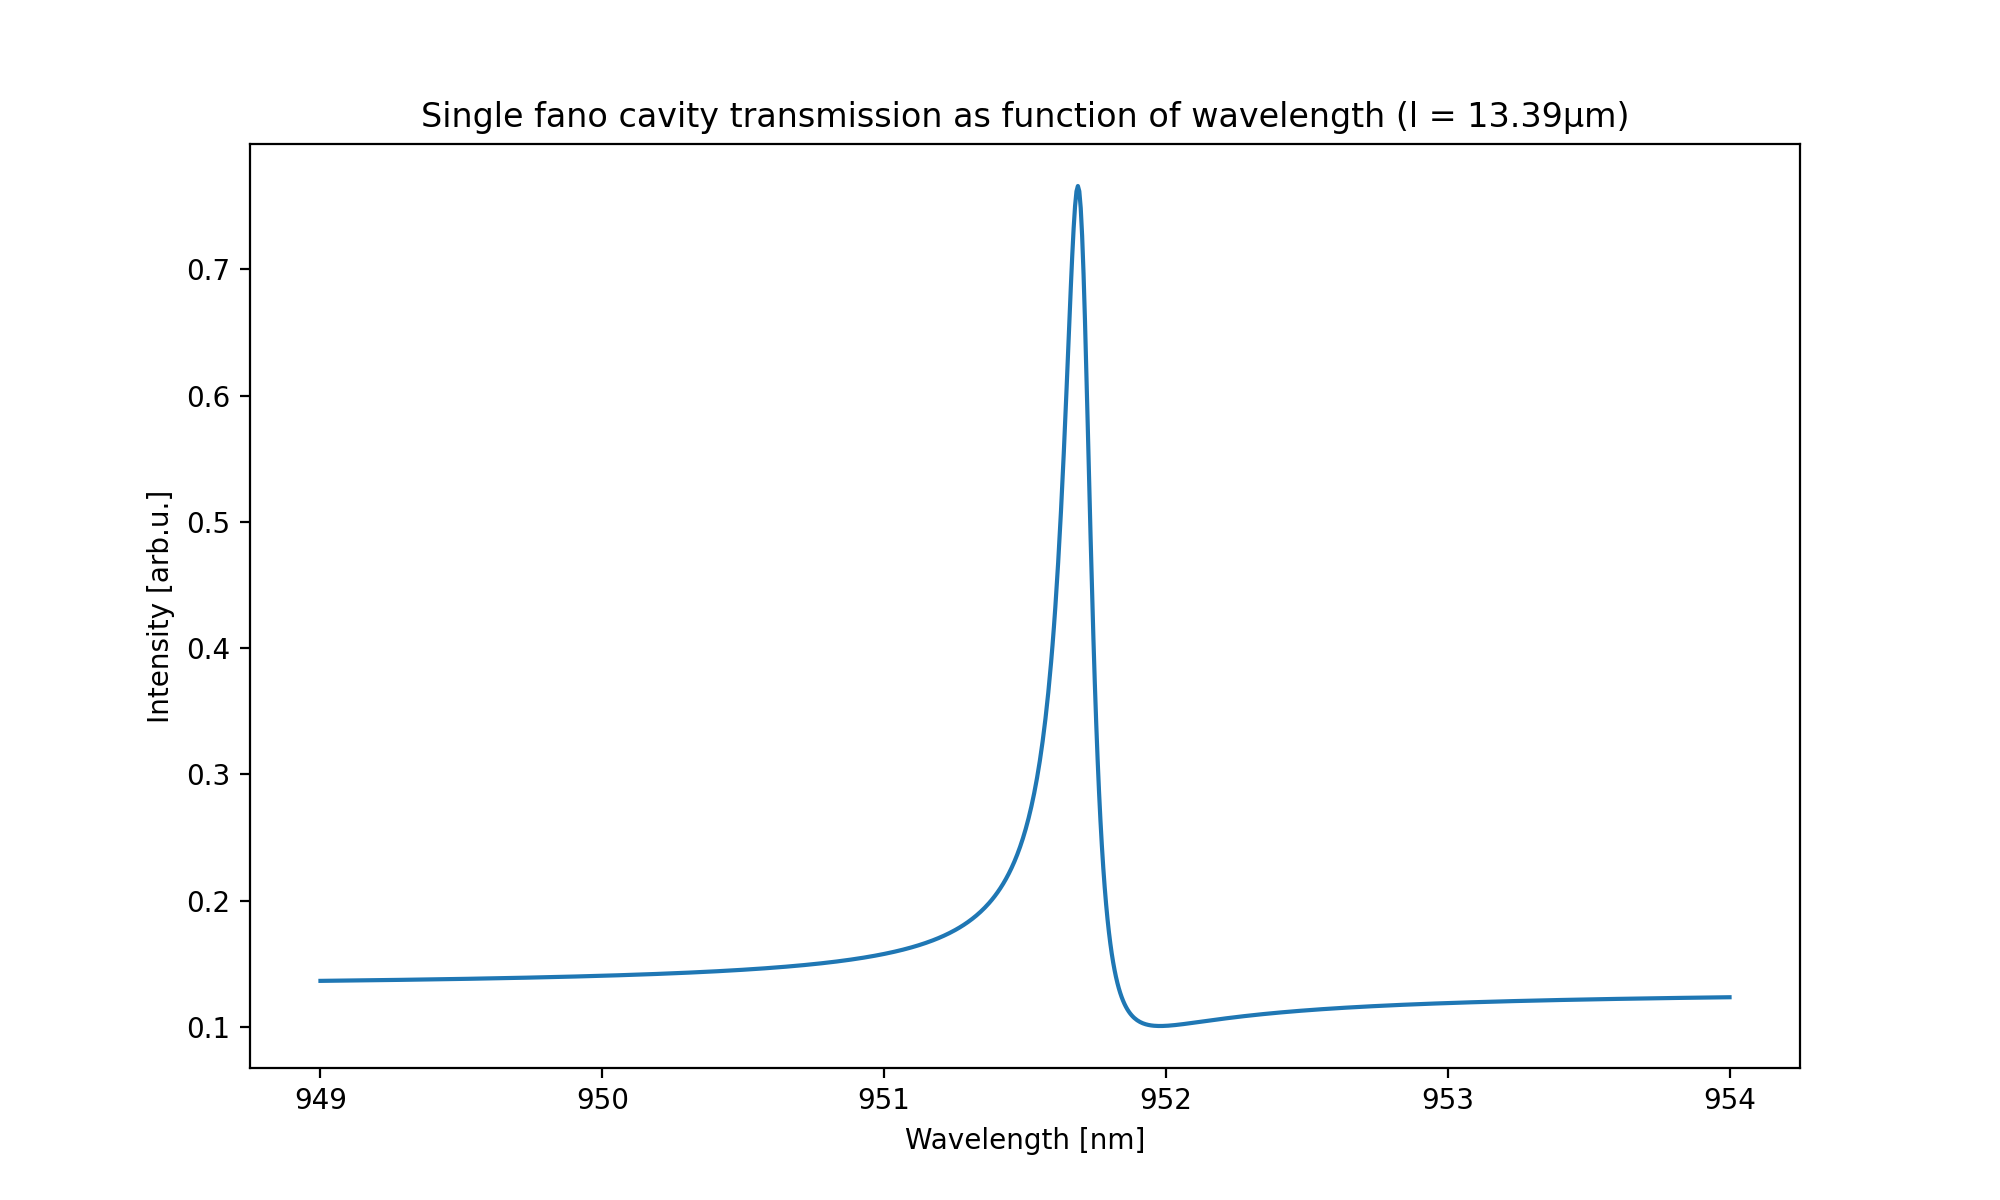 Single fano cavity transmission as function of wavelength (l = 13.39μm)
0.7
0.6
0.5
0.4
0.3
0.2
0.1
Intensity [arb.u.]
949 950 951 952 953 954
Wavelength [nm]